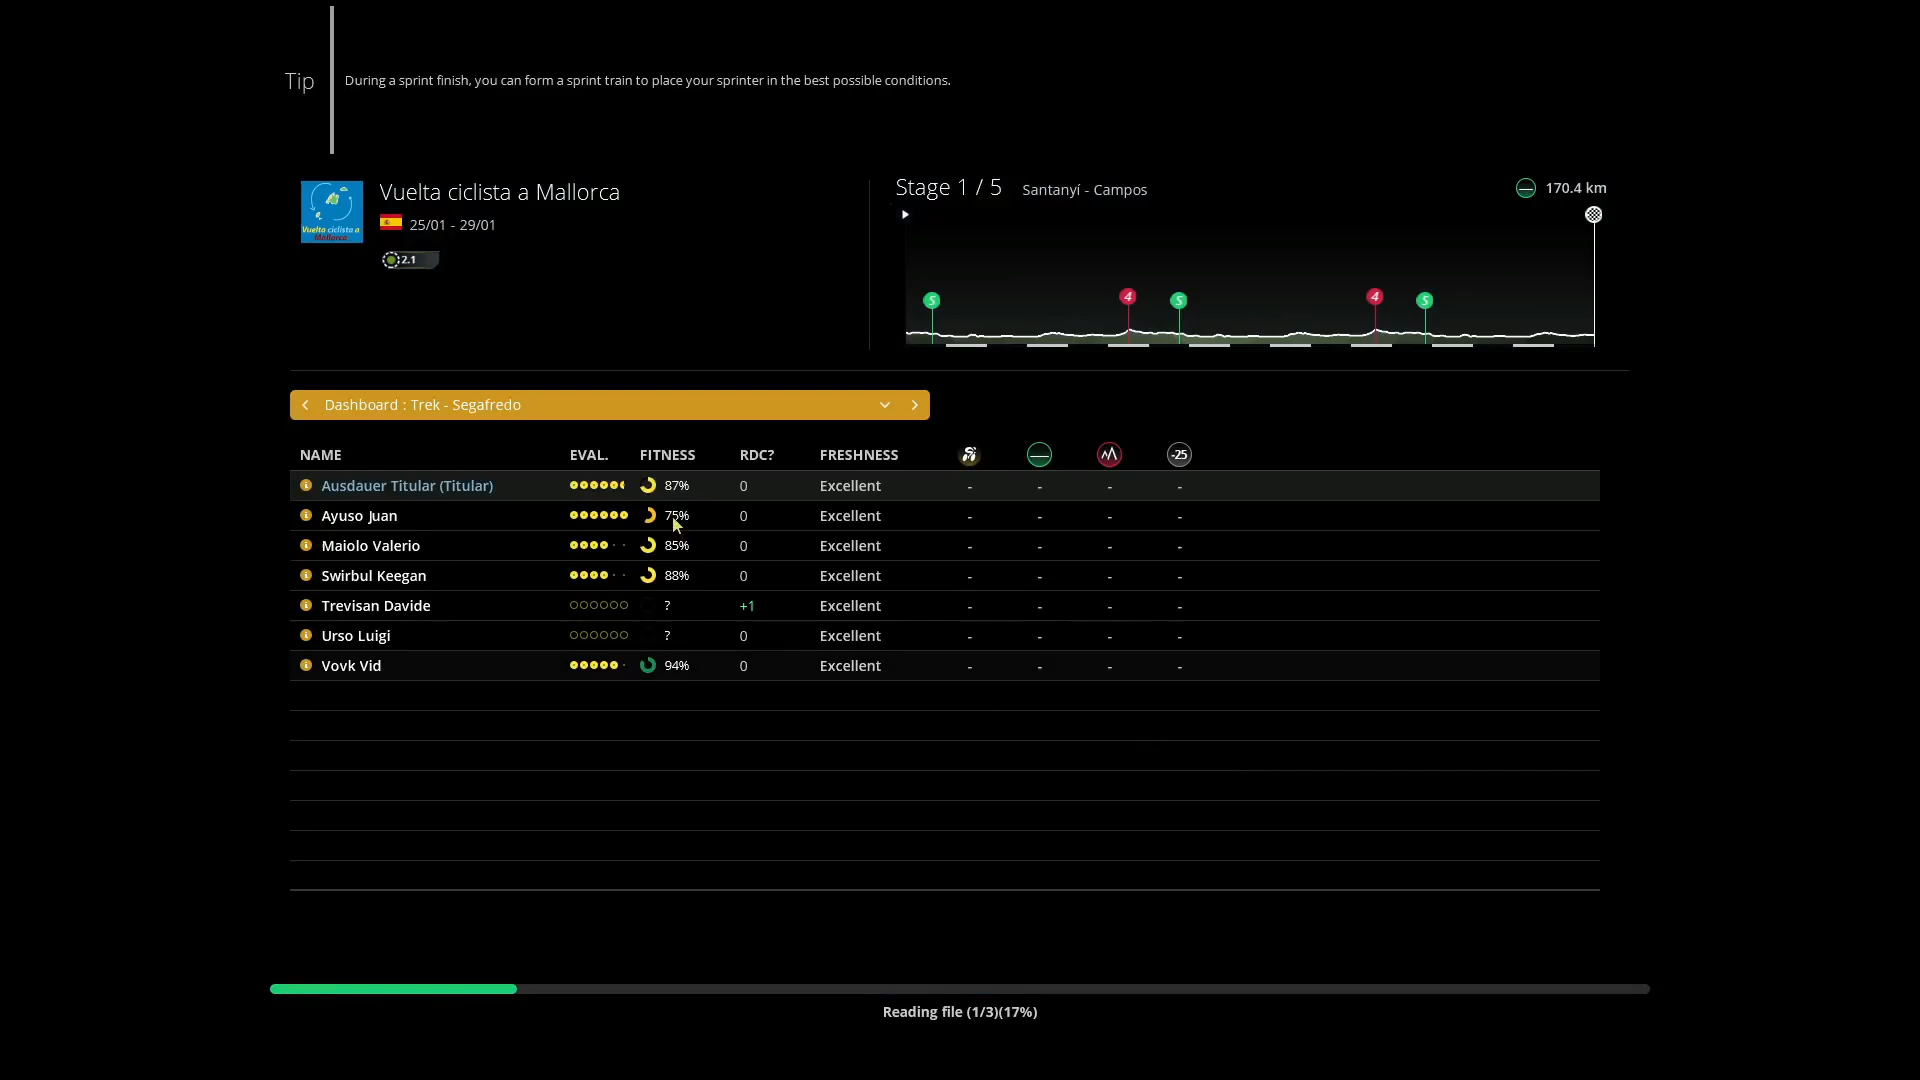 Tip
During a sprint finish, you can form a sprint train to place your sprinter in the best possible conditions.
Vuelta ciclista a Mallorca
25/01 - 29/01
2.1
Vuelta ciclista a
Mallorca
Stage 1 / 5 Santanyí - Campos 170.4 km
S 4 S 4 S
Dashboard : Trek - Segafredo
NAME EVAL. FITNESS RDC? FRESHNESS -25
Ausdauer Titular (Titular) 87% 0 Excellent - - - -
Ayuso Juan 75% 0 Excellent - - - -
Maiolo Valerio 85% 0 Excellent - - - -
Swirbul Keegan 88% 0 Excellent - - - -
Trevisan Davide ? +1 Excellent - - - -
Urso Luigi ? 0 Excellent - - - -
Vovk Vid 94% 0 Excellent - - - -
Reading file (1/3)(17%)